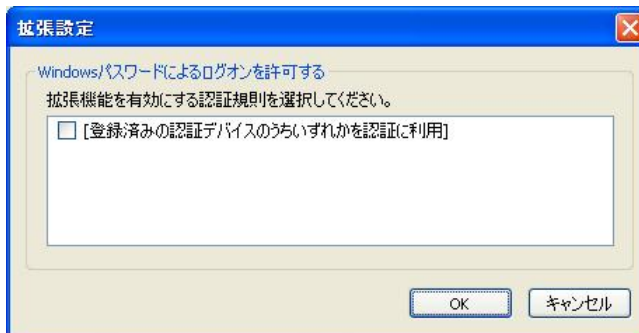 拡張設定
Windowsパスワードによるログオンを許可する
拡張機能を有効にする認証規則を選択してください。
[登録済みの認証デバイスのうちいずれかを認証に利用]
OK
キャンセル